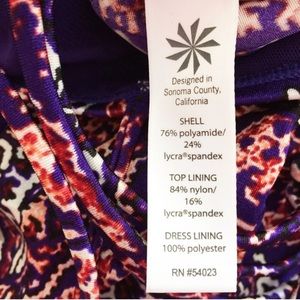 Designed in
Sonoma County,
California
SHELL
76% polyamide/
24%
lycra®spandex
TOP LINING
84% nylon/
16%
lycra®spandex
DRESS LINING
100% polyester
RN #54023